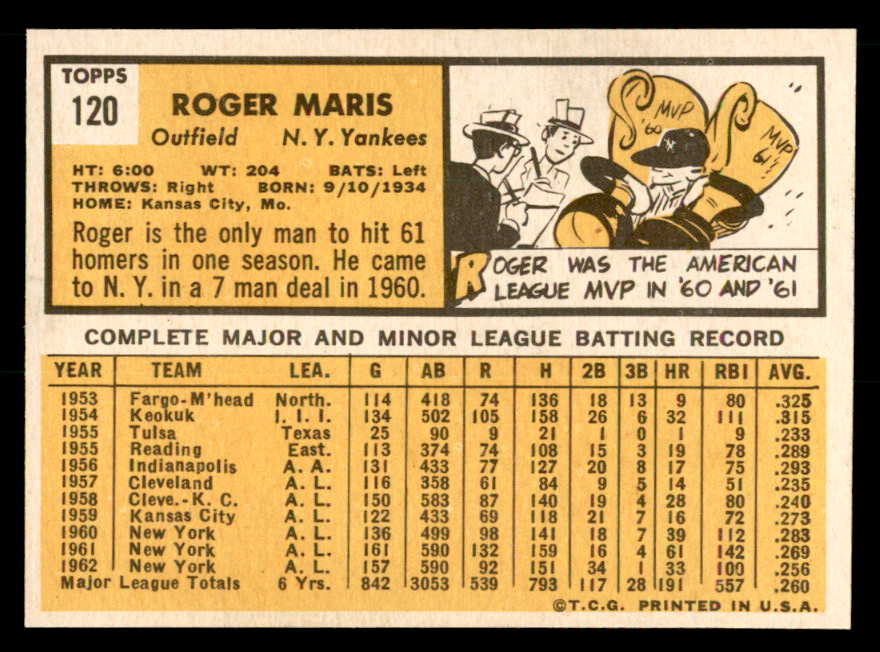 TOPPS
120
ROGER MARIS
Outfield N. Y. Yankees
HT: 6:00 WT: 204 BATS: Left
THROWS: Right BORN: 9/10/1934
HOME: Kansas City, Mo.
Roger is the only man to hit 61
homers in one season. He came
to N. Y. in a 7 man deal in 1960.
MVP
'60
MVP
'61
NY
ROGER WAS THE AMERICAN
LEAGUE MVP IN '60 AND '61
COMPLETE MAJOR AND MINOR LEAGUE BATTING RECORD
YEAR TEAM LEA. G AB R H 2B 3B HR RBI AVG.
1953 Fargo-M'head North. 114 418 74 136 18 13 9 80 .325
1954 Keokuk I. I. I. 134 502 105 158 26 6 32 111 .315
1955 Tulsa Texas 25 90 9 21 1 0 1 9 .233
1955 Reading East. 113 374 74 108 15 3 19 78 .289
1956 Indianapolis A. A. 131 433 77 127 20 8 17 75 .293
1957 Cleveland A. L. 116 358 61 84 9 5 14 51 .235
1958 Cleve.-K. C. A. L. 150 583 87 140 19 4 28 80 .240
1959 Kansas City A. L. 122 433 69 118 21 7 16 72 .273
1960 New York A. L. 136 499 98 141 18 7 39 112 .283
1961 New York A. L. 161 590 132 159 16 4 61 142 .269
1962 New York A. L. 157 590 92 151 34 1 33 100 .256
Major League Totals 6 Yrs. 842 3053 539 793 117 28 191 557 .260
©T.C.G. PRINTED IN U.S.A.